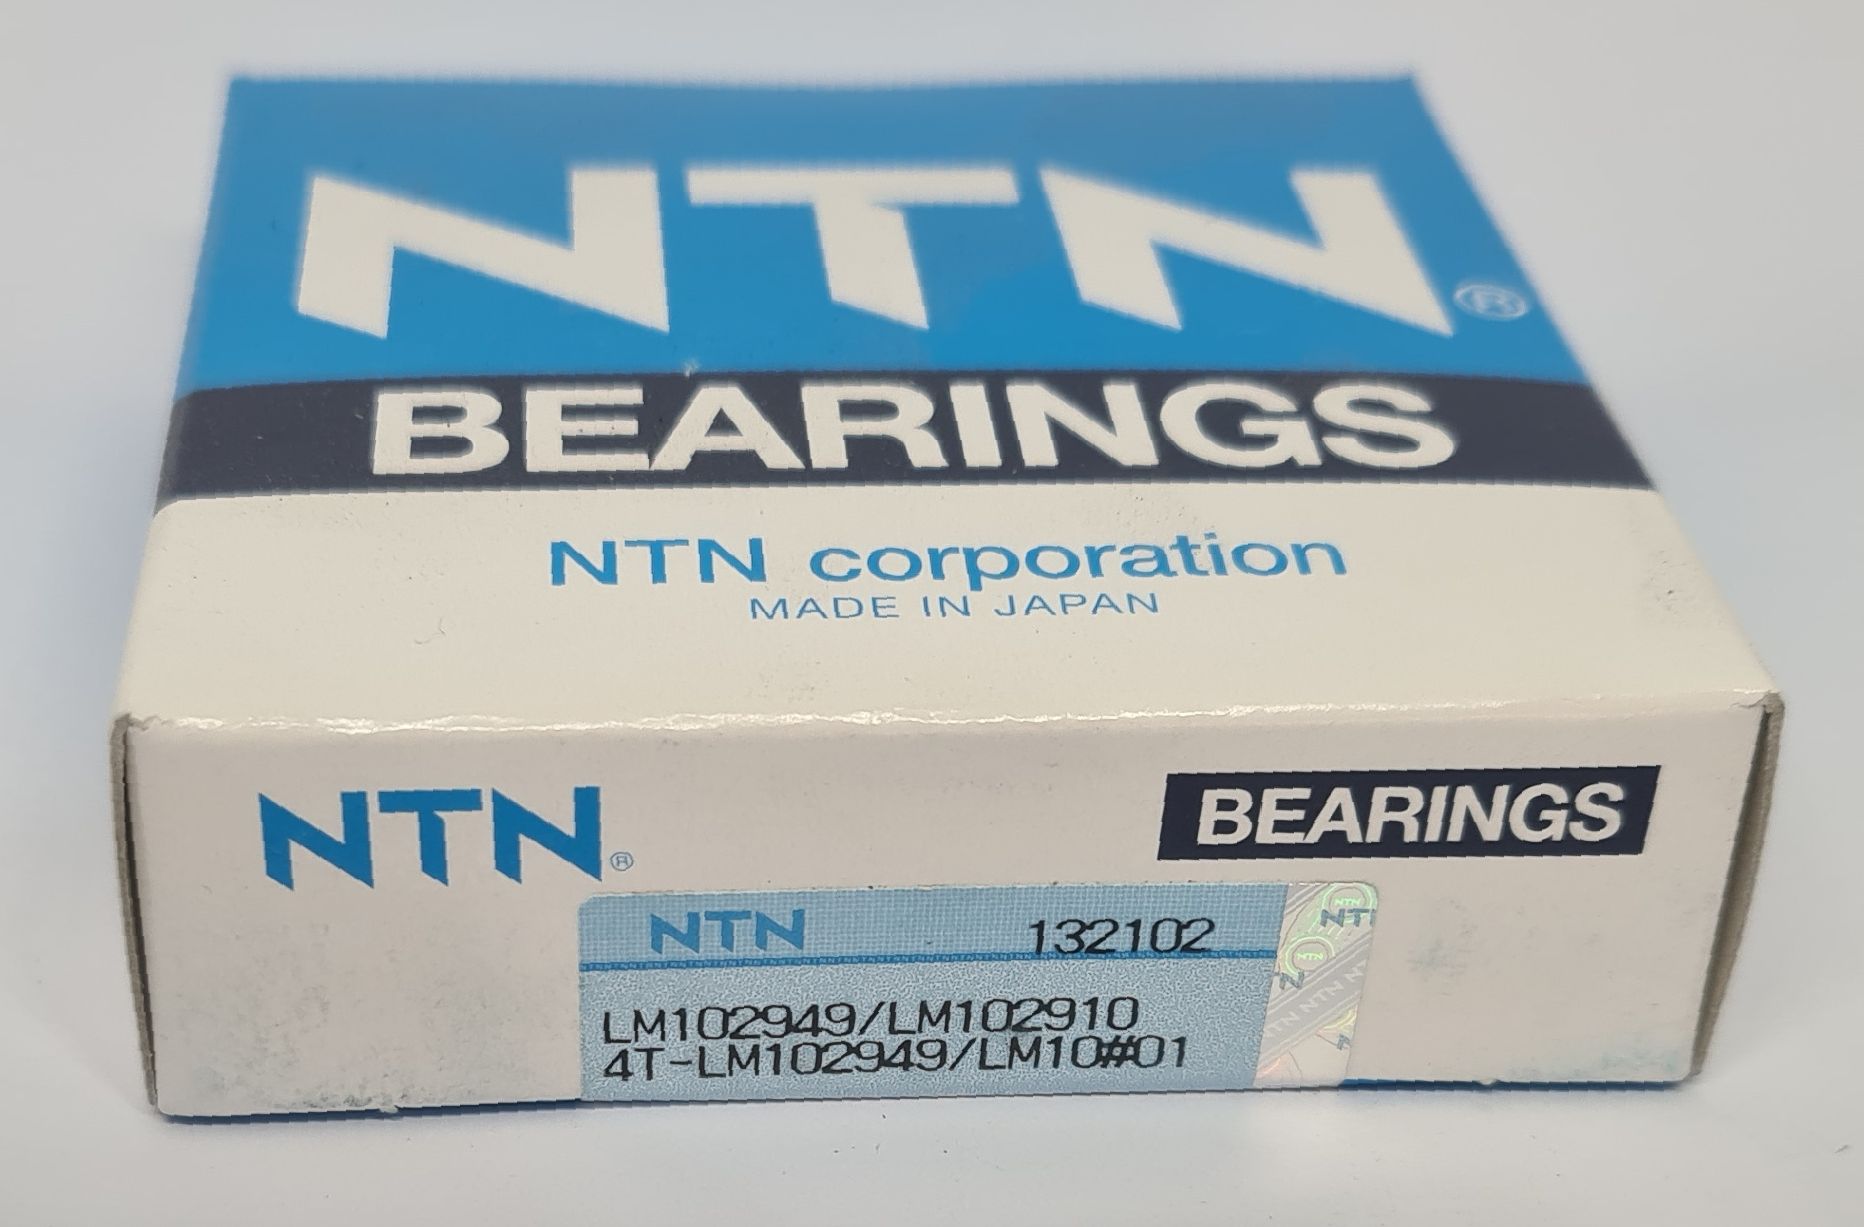 NTN®
BEARINGS
NTN corporation
MADE IN JAPAN
NTN® BEARINGS
NTN 132102
LM102949/LM102910
4T-LM102949/LM10#01